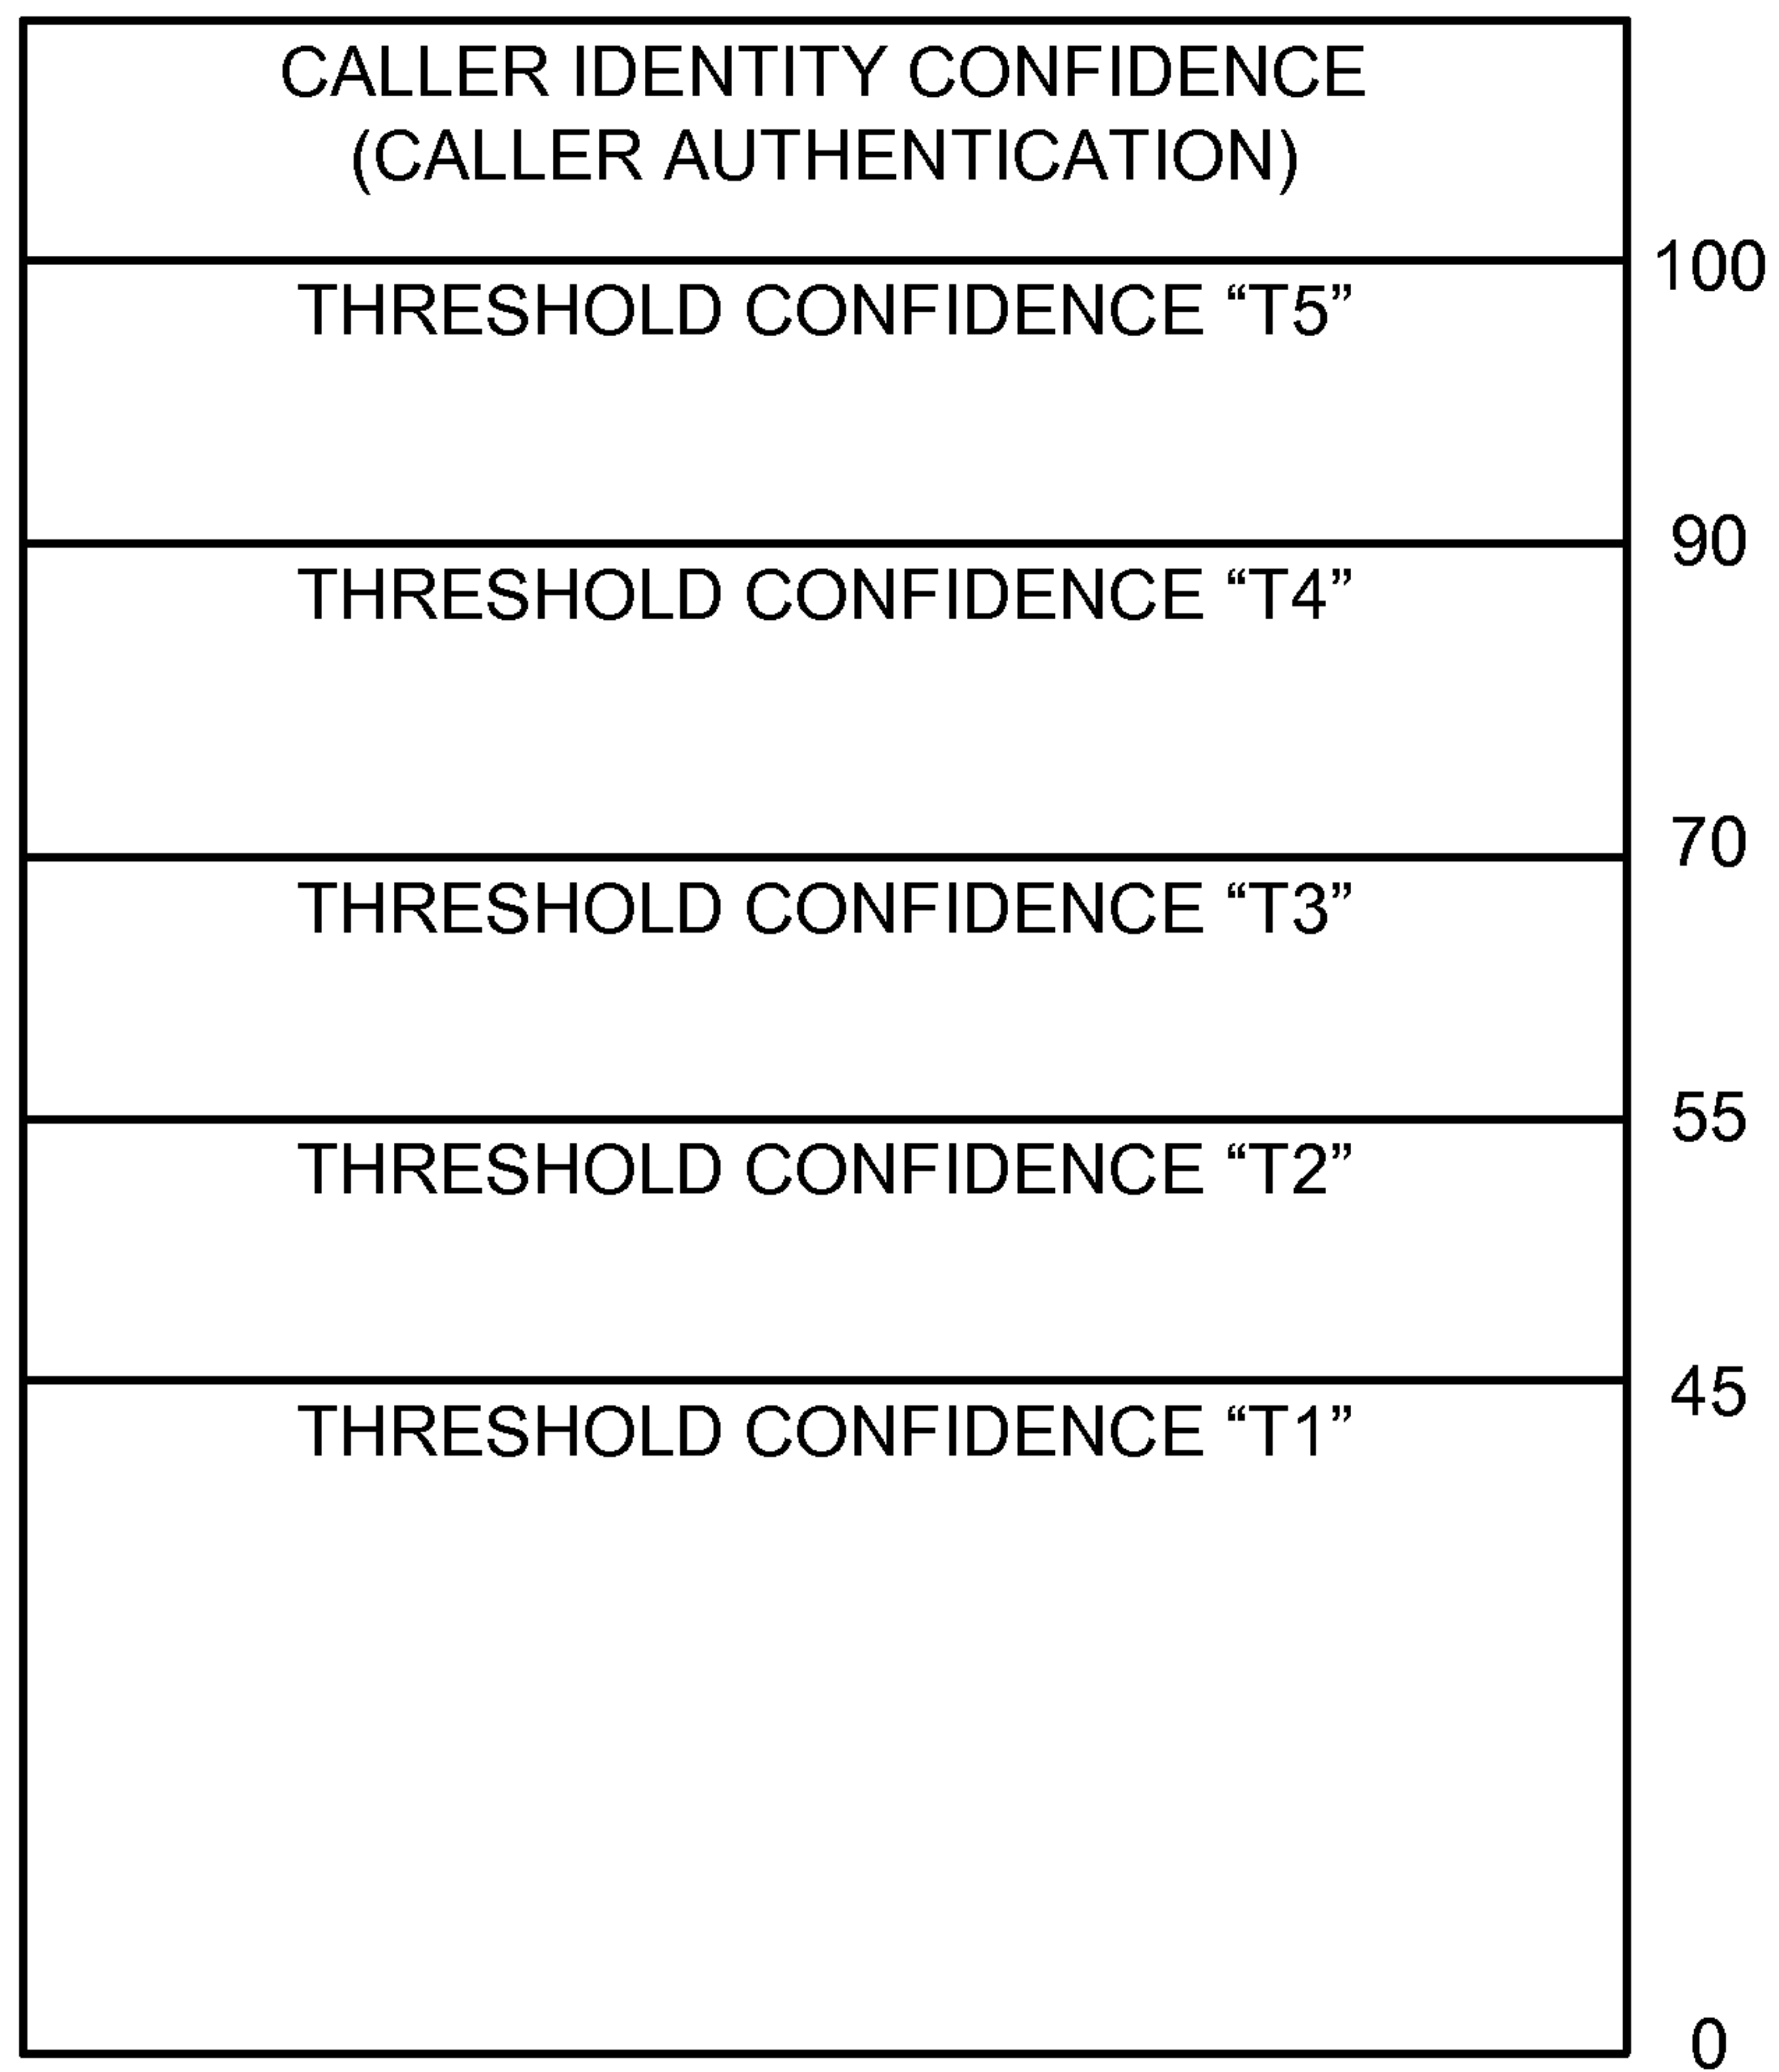 CALLER IDENTITY CONFIDENCE
(CALLER AUTHENTICATION)
100
THRESHOLD CONFIDENCE “T5”
90
THRESHOLD CONFIDENCE “T4”
70
THRESHOLD CONFIDENCE “T3”
55
THRESHOLD CONFIDENCE “T2”
45
THRESHOLD CONFIDENCE “T1”
0